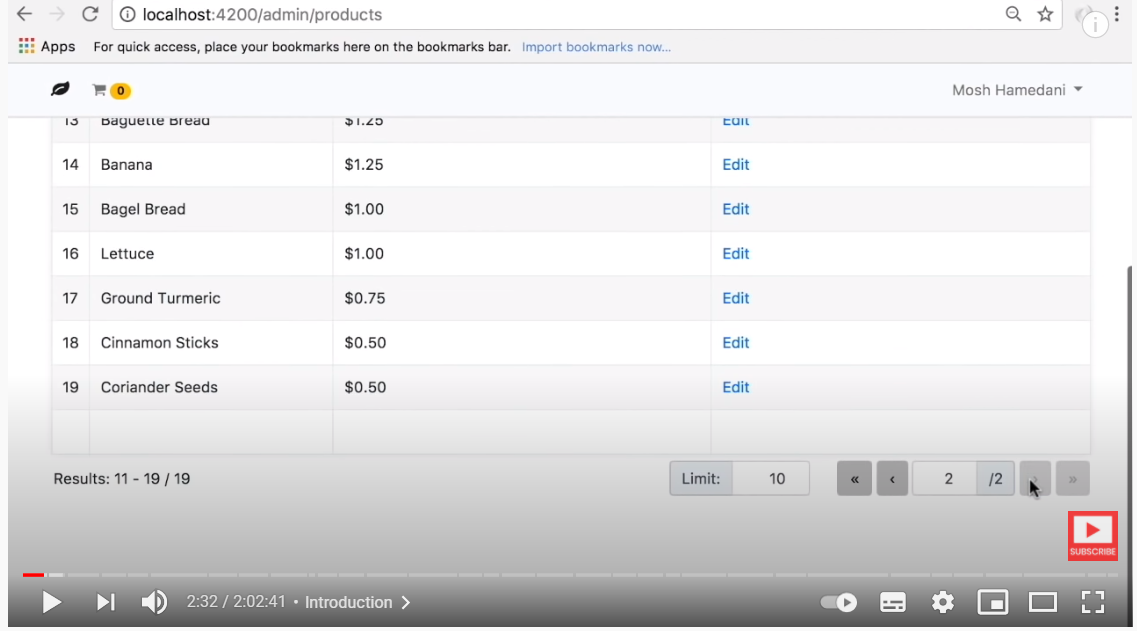 localhost:4200/admin/products
Apps For quick access, place your bookmarks here on the bookmarks bar. Import bookmarks now...
0 Mosh Hamedani
13 Baguette Bread $1.25 Edit
14 Banana $1.25 Edit
15 Bagel Bread $1.00 Edit
16 Lettuce $1.00 Edit
17 Ground Turmeric $0.75 Edit
18 Cinnamon Sticks $0.50 Edit
19 Coriander Seeds $0.50 Edit
Results: 11 - 19 / 19 Limit: 10 « ‹ 2 /2 › »
SUBSCRIBE
2:32 / 2:02:41 • Introduction >